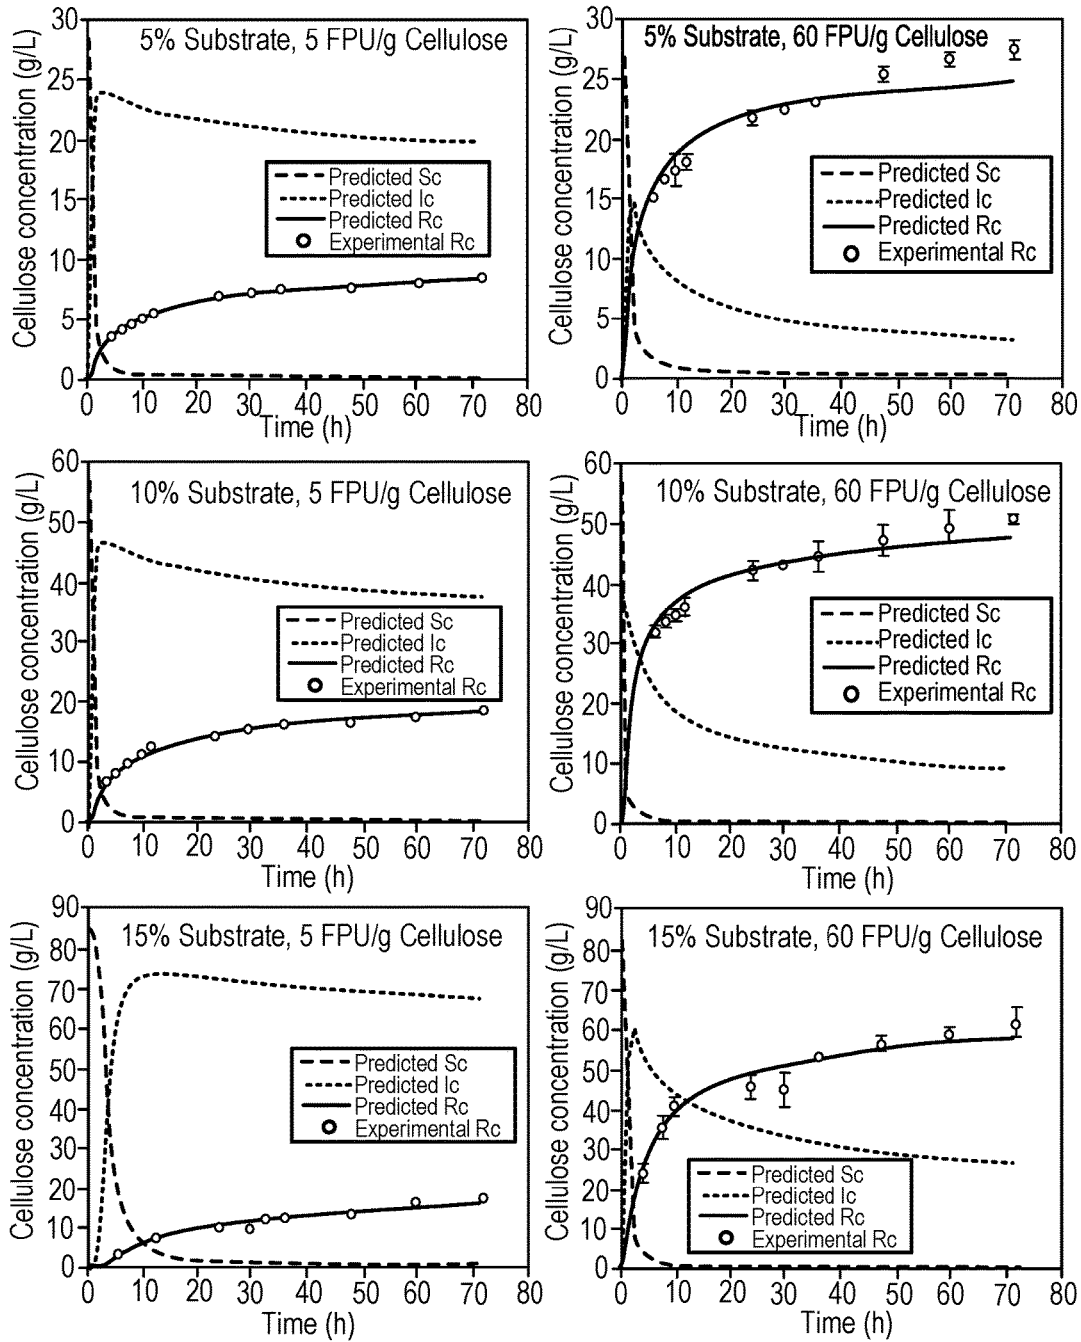 5% Substrate, 5 FPU/g Cellulose
Cellulose concentration (g/L)
30
25
20
15
10
5
0
Predicted Sc
Predicted Ic
Predicted Rc
Experimental Rc
0 10 20 30 40 50 60 70 80
Time (h)
5% Substrate, 60 FPU/g Cellulose
Cellulose concentration (g/L)
30
25
20
15
10
5
0
Predicted Sc
Predicted Ic
Predicted Rc
Experimental Rc
0 10 20 30 40 50 60 70 80
Time (h)
10% Substrate, 5 FPU/g Cellulose
Cellulose concentration (g/L)
60
50
40
30
20
10
0
Predicted Sc
Predicted Ic
Predicted Rc
Experimental Rc
0 10 20 30 40 50 60 70 80
Time (h)
10% Substrate, 60 FPU/g Cellulose
Cellulose concentration (g/L)
60
50
40
30
20
10
0
Predicted Sc
Predicted Ic
Predicted Rc
Experimental Rc
0 10 20 30 40 50 60 70 80
Time (h)
15% Substrate, 5 FPU/g Cellulose
Cellulose concentration (g/L)
90
80
70
60
50
40
30
20
10
0
Predicted Sc
Predicted Ic
Predicted Rc
Experimental Rc
0 10 20 30 40 50 60 70 80
Time (h)
15% Substrate, 60 FPU/g Cellulose
Cellulose concentration (g/L)
90
80
70
60
50
40
30
20
10
0
Predicted Sc
Predicted Ic
Predicted Rc
Experimental Rc
0 10 20 30 40 50 60 70 80
Time (h)